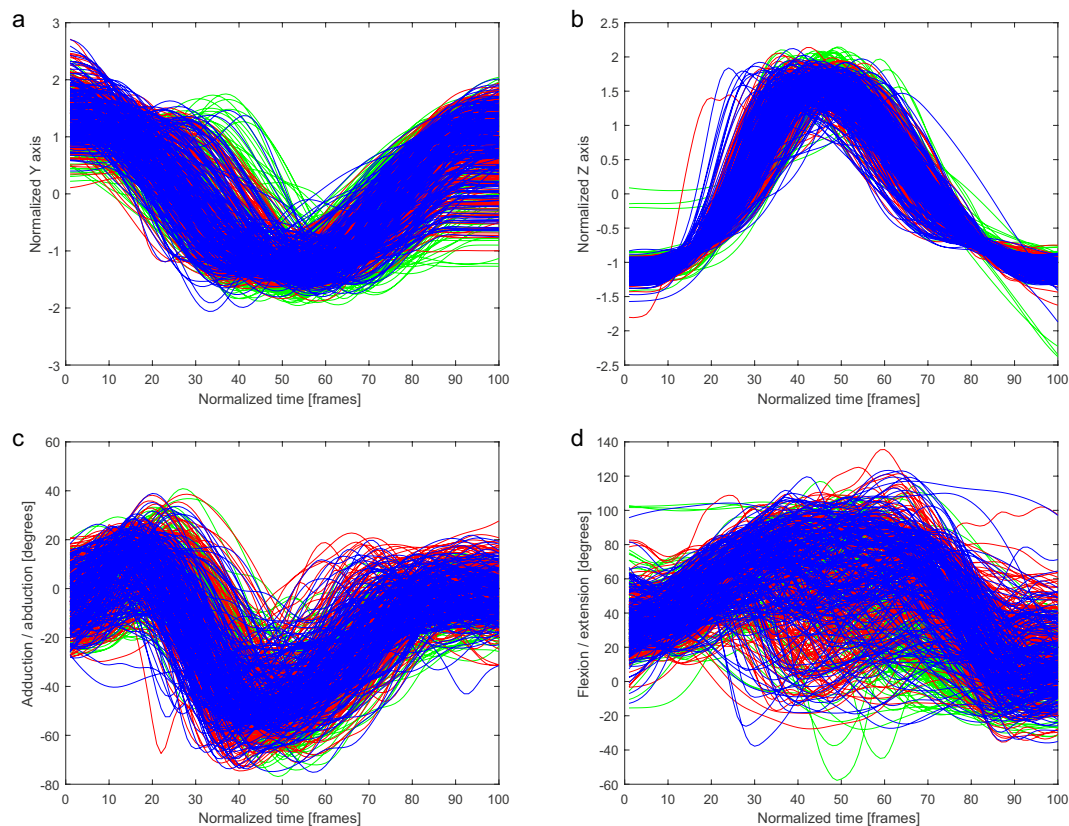 a
3
2
1
0
-1
-2
-3
Normalized Y axis
0 10 20 30 40 50 60 70 80 90 100
Normalized time [frames]
b
2.5
2
1.5
1
0.5
0
-0.5
-1
-1.5
-2
-2.5
Normalized Z axis
0 10 20 30 40 50 60 70 80 90 100
Normalized time [frames]
c
60
40
20
0
-20
-40
-60
-80
Adduction / abduction [degrees]
0 10 20 30 40 50 60 70 80 90 100
Normalized time [frames]
d
140
120
100
80
60
40
20
0
-20
-40
-60
Flexion / extension [degrees]
0 10 20 30 40 50 60 70 80 90 100
Normalized time [frames]